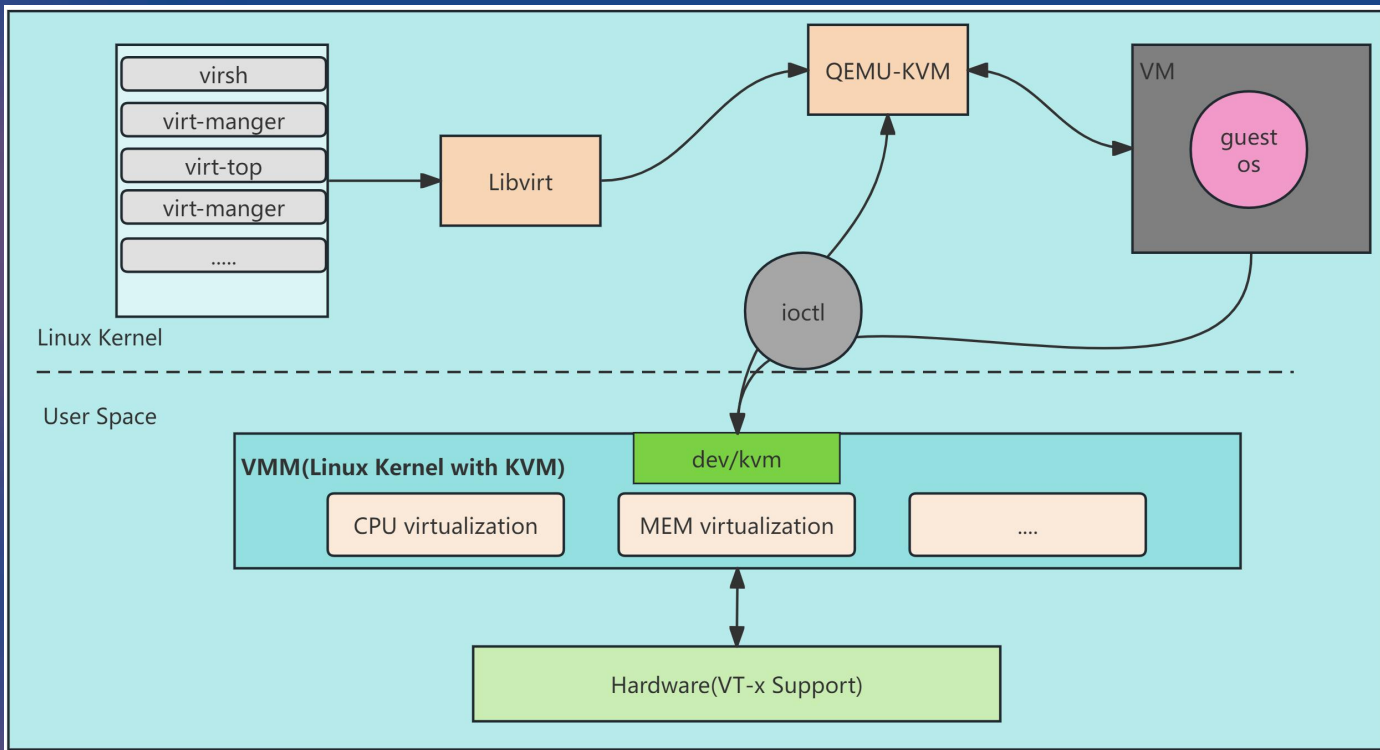 virsh
virt-manger
virt-top
virt-manger
.....
Libvirt
QEMU-KVM
VM
guest
os
ioctl
Linux Kernel
User Space
VMM(Linux Kernel with KVM)
dev/kvm
CPU virtualization
MEM virtualization
....
Hardware(VT-x Support)